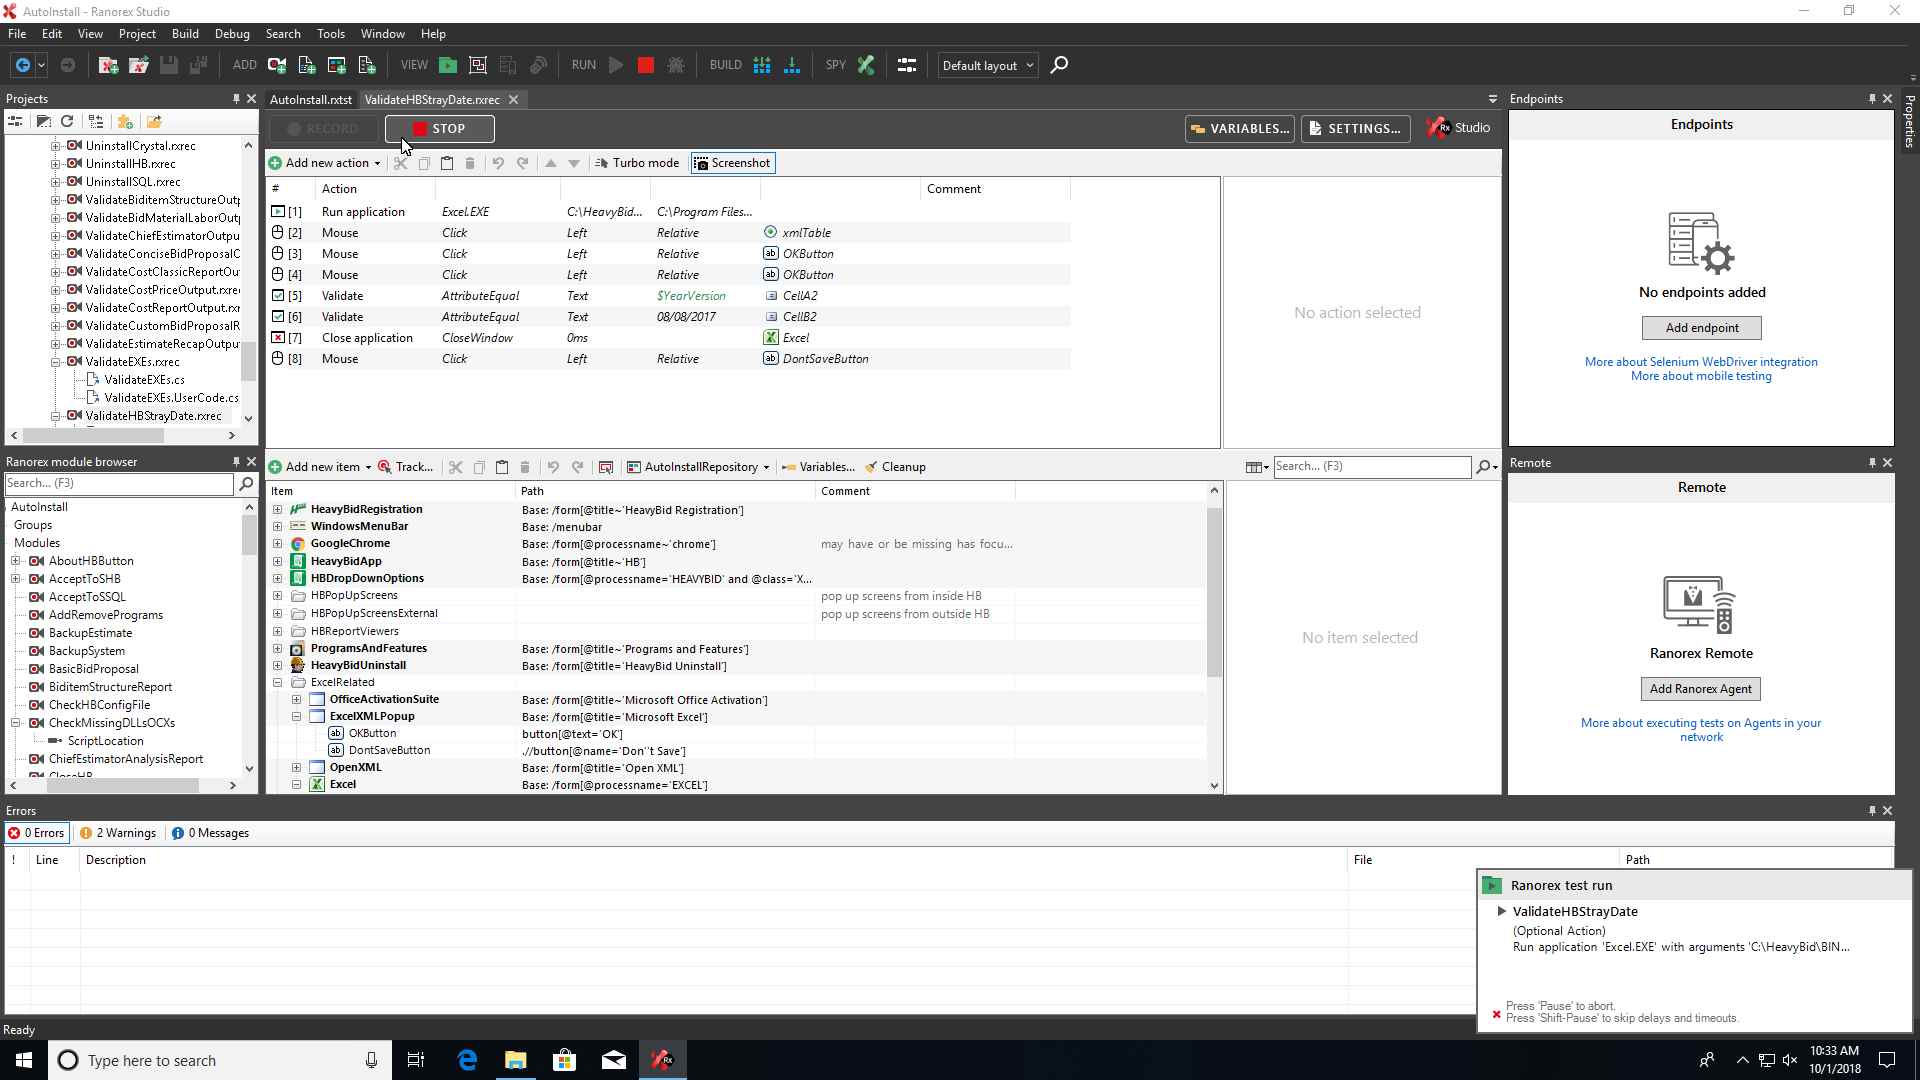 AutoInstall - Ranorex Studio
File Edit View Project Build Debug Search Tools Window Help
ADD VIEW RUN BUILD SPY Default layout
Projects
AutoInstall.rxtst ValidateHBStrayDate.rxrec
RECORD STOP VARIABLES... SETTINGS... Rx Studio
UninstallCrystal.rxrec
UninstallHB.rxrec
UninstallSQL.rxrec
ValidateBiditemStructureOutp
ValidateBidMaterialLaborOutp
ValidateChiefEstimatorOutpu
ValidateConciseBidProposalC
ValidateCostClassicReportOu
ValidateCostPriceOutput.rxre
ValidateCostReportOutput.rx
ValidateCustomBidProposalR
ValidateEstimateRecapOutpu
ValidateEXEs.rxrec
ValidateEXEs.cs
ValidateEXEs.UserCode.cs
ValidateHBStrayDate.rxrec
Add new action Turbo mode Screenshot
# Action Comment
[1] Run application Excel.EXE C:\HeavyBid... C:\Program Files...
[2] Mouse Click Left Relative xmlTable
[3] Mouse Click Left Relative OKButton
[4] Mouse Click Left Relative OKButton
[5] Validate AttributeEqual Text $YearVersion CellA2
[6] Validate AttributeEqual Text 08/08/2017 CellB2
[7] Close application CloseWindow 0ms Excel
[8] Mouse Click Left Relative DontSaveButton
No action selected
Endpoints
Endpoints
No endpoints added
Add endpoint
More about Selenium WebDriver integration
More about mobile testing
Properties
Ranorex module browser
Search... (F3)
AutoInstall
Groups
Modules
AboutHBButton
AcceptToSHB
AcceptToSSQL
AddRemovePrograms
BackupEstimate
BackupSystem
BasicBidProposal
BiditemStructureReport
CheckHBConfigFile
CheckMissingDLLsOCXs
ScriptLocation
ChiefEstimatorAnalysisReport
CloseHB
Add new item Track... AutoInstallRepository Variables... Cleanup Search... (F3)
Item Path Comment
HeavyBidRegistration Base: /form[@title~'HeavyBid Registration']
WindowsMenuBar Base: /menubar
GoogleChrome Base: /form[@processname~'chrome'] may have or be missing has focu...
HeavyBidApp Base: /form[@title~'HB']
HBDropDownOptions Base: /form[@processname='HEAVYBID' and @class='X...
HBPopUpScreens pop up screens from inside HB
HBPopUpScreensExternal pop up screens from outside HB
HBReportViewers
ProgramsAndFeatures Base: /form[@title~'Programs and Features']
HeavyBidUninstall Base: /form[@title='HeavyBid Uninstall']
ExcelRelated
OfficeActivationSuite Base: /form[@title~'Microsoft Office Activation']
ExcelXMLPopup Base: /form[@title='Microsoft Excel']
OKButton button[@text='OK']
DontSaveButton .//button[@name='Don''t Save']
OpenXML Base: /form[@title='Open XML']
Excel Base: /form[@processname='EXCEL']
No item selected
Remote
Remote
Ranorex Remote
Add Ranorex Agent
More about executing tests on Agents in your
network
Errors
0 Errors 2 Warnings 0 Messages
! Line Description File Path
Ranorex test run
ValidateHBStrayDate
(Optional Action)
Run application 'Excel.EXE' with arguments 'C:\HeavyBid\BIN...
Press 'Pause' to abort.
Press 'Shift-Pause' to skip delays and timeouts.
Ready
Type here to search
10:33 AM
10/1/2018